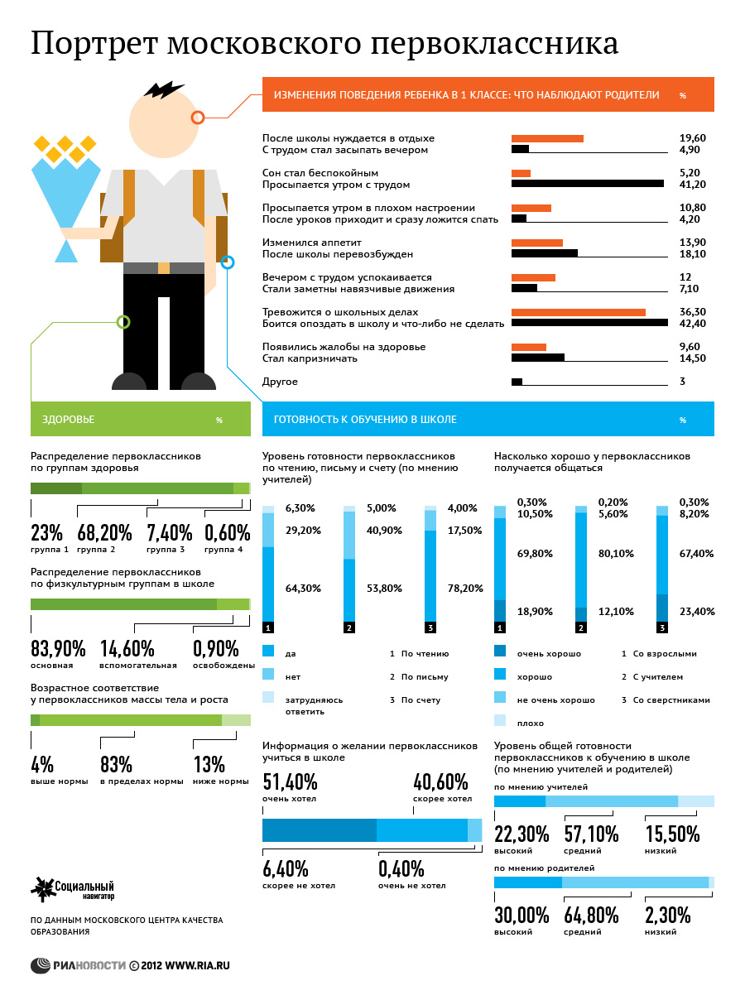 Портрет московского первоклассника
ИЗМЕНЕНИЯ ПОВЕДЕНИЯ РЕБЕНКА В 1 КЛАССЕ: ЧТО НАБЛЮДАЮТ РОДИТЕЛИ %
После школы нуждается в отдыхе 19,60
С трудом стал засыпать вечером 4,90
Сон стал беспокойным 5,20
Просыпается утром с трудом 41,20
Просыпается утром в плохом настроении 10,80
После уроков приходит и сразу ложится спать 4,20
Изменился аппетит 13,90
После школы перевозбужден 18,10
Вечером с трудом успокаивается 12
Стали заметны навязчивые движения 7,10
Тревожится о школьных делах 36,30
Боится опоздать в школу и что-либо не сделать 42,40
Появились жалобы на здоровье 9,60
Стал капризничать 14,50
Другое 3
ЗДОРОВЬЕ %
Распределение первоклассников
по группам здоровья
23% 68,20% 7,40% 0,60%
группа 1 группа 2 группа 3 группа 4
Распределение первоклассников
по физкультурным группам в школе
83,90% 14,60% 0,90%
основная вспомогательная освобождены
Возрастное соответствие
у первоклассников массы тела и роста
4% 83% 13%
выше нормы в пределах нормы ниже нормы
ГОТОВНОСТЬ К ОБУЧЕНИЮ В ШКОЛЕ %
Уровень готовности первоклассников
по чтению, письму и счету (по мнению
учителей)
6,30% 5,00% 4,00%
29,20% 40,90% 17,50%
64,30% 53,80% 78,20%
1 2 3
да 1 По чтению
нет 2 По письму
затрудняюсь 3 По счету
ответить
Насколько хорошо у первоклассников
получается общаться
0,30% 0,20% 0,30%
10,50% 5,60% 8,20%
69,80% 80,10% 67,40%
18,90% 12,10% 23,40%
1 2 3
очень хорошо 1 Со взрослыми
хорошо 2 С учителем
не очень хорошо 3 Со сверстниками
плохо
Информация о желании первоклассников
учиться в школе
51,40% 40,60%
очень хотел скорее хотел
6,40% 0,40%
скорее не хотел очень не хотел
Уровень общей готовности
первоклассников к обучению в школе
(по мнению учителей и родителей)
по мнению учителей
22,30% 57,10% 15,50%
высокий средний низкий
по мнению родителей
30,00% 64,80% 2,30%
высокий средний низкий
Социальный
навигатор
ПО ДАННЫМ МОСКОВСКОГО ЦЕНТРА КАЧЕСТВА
ОБРАЗОВАНИЯ
РИАНОВОСТИ © 2012 WWW.RIA.RU